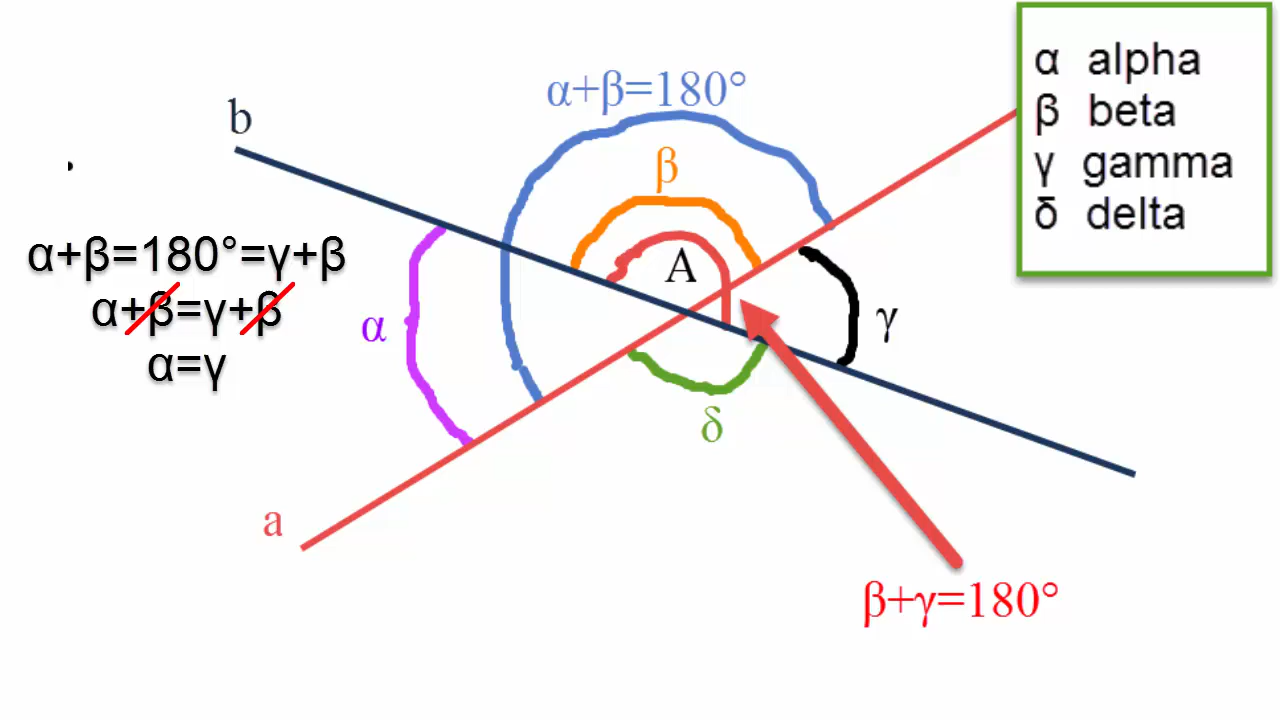 α alpha
β beta
γ gamma
δ delta
α+β=180°
b
β
A
α+β=180°=γ+β
α+β=γ+β
α=γ
α
γ
δ
a
β+γ=180°